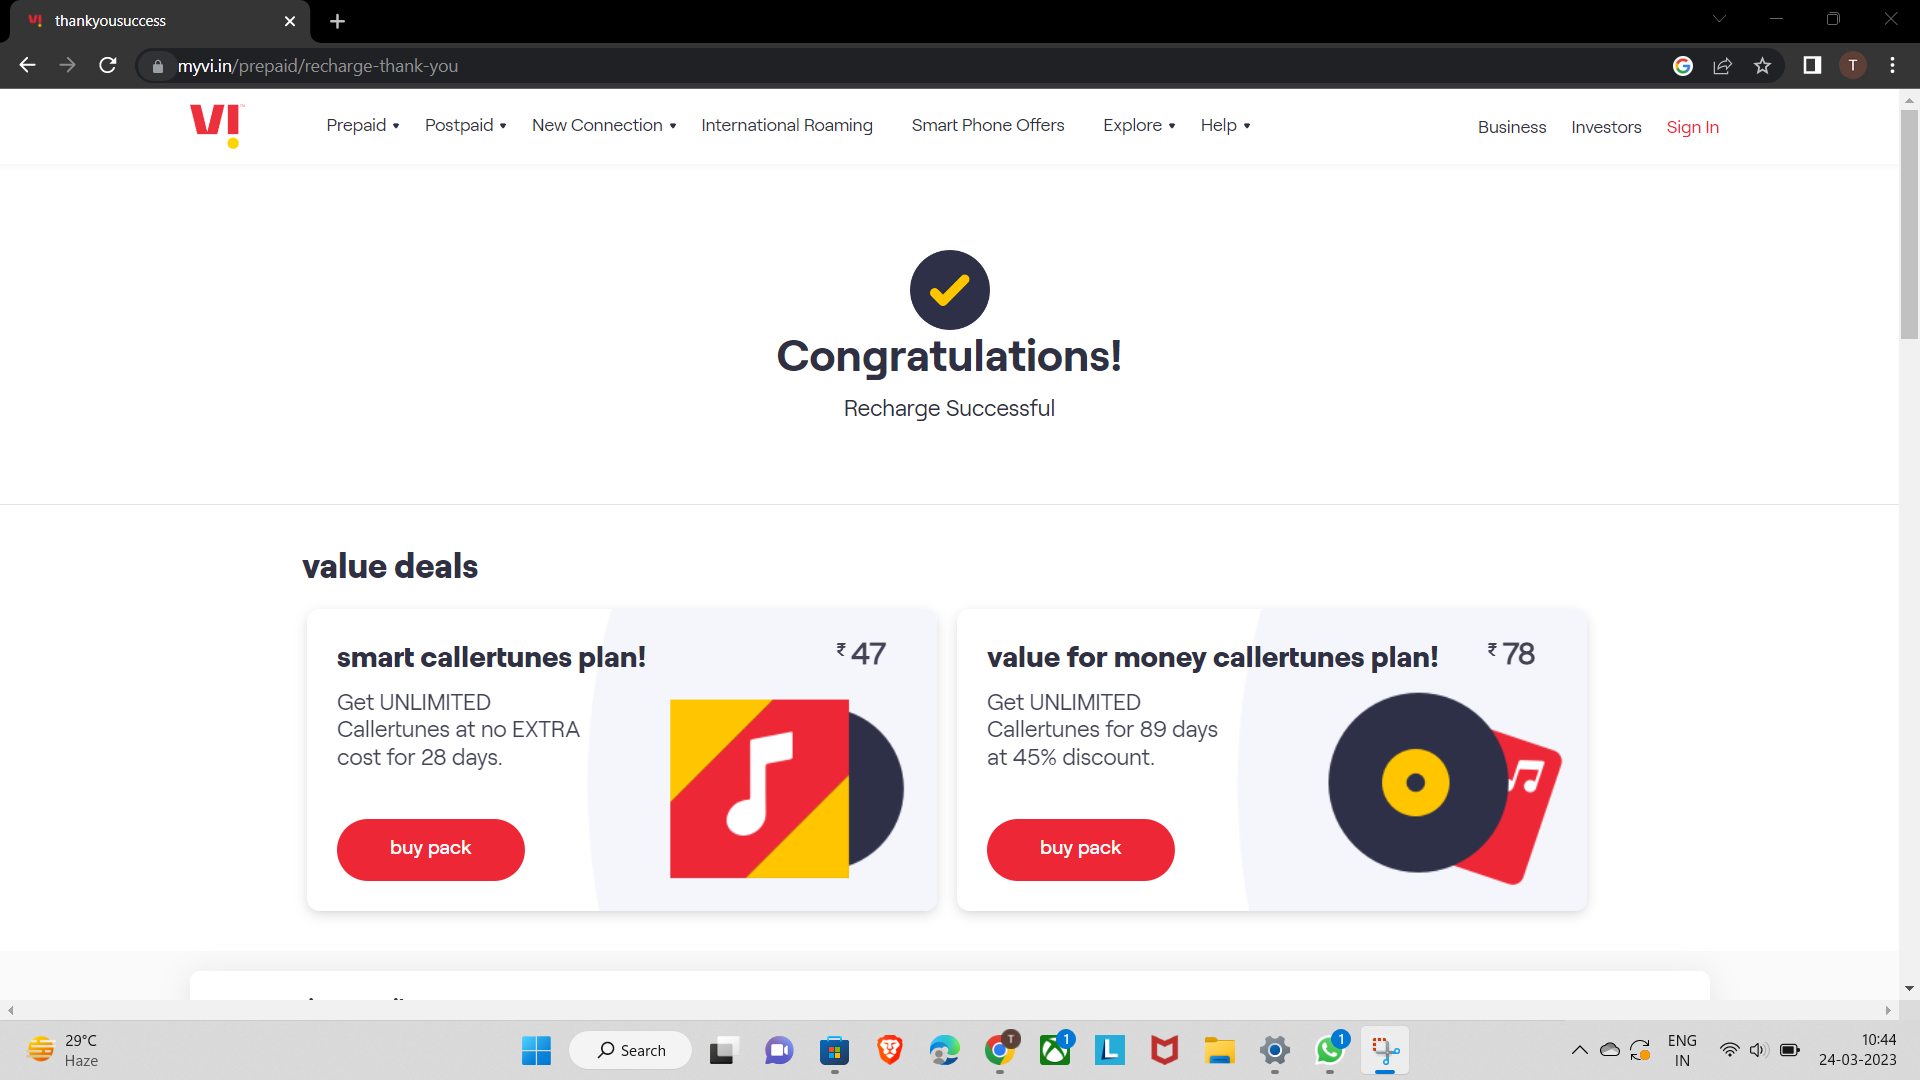 thankyousuccess
myvi.in/prepaid/recharge-thank-you
T
VI
Prepaid
Postpaid
New Connection
International Roaming
Smart Phone Offers
Explore
Help
Business
Investors
Sign In
Congratulations!
Recharge Successful
value deals
smart callertunes plan!
₹ 47
Get UNLIMITED
Callertunes at no EXTRA
cost for 28 days.
buy pack
value for money callertunes plan!
₹ 78
Get UNLIMITED
Callertunes for 89 days
at 45% discount.
buy pack
29°C
Haze
Search
T
1
L
1
ENG
IN
10:44
24-03-2023